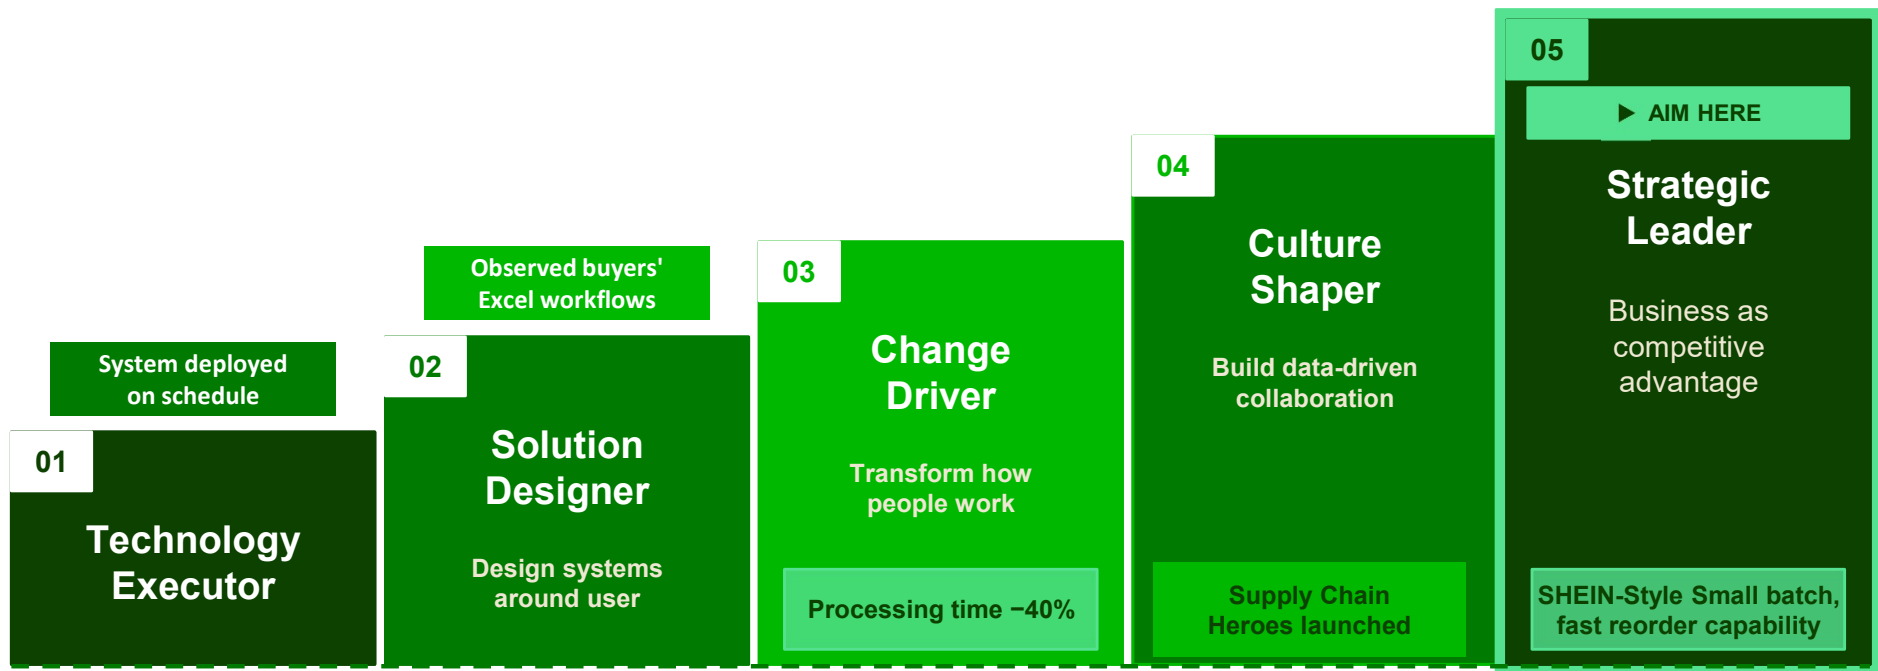 System deployed
on schedule
01
Technology
Executor
Observed buyers'
Excel workflows
02
Solution
Designer
Design systems
around user
03
Change
Driver
Transform how
people work
Processing time −40%
04
Culture
Shaper
Build data-driven
collaboration
Supply Chain
Heroes launched
05
▶ AIM HERE
Strategic
Leader
Business as
competitive
advantage
SHEIN-Style Small batch,
fast reorder capability